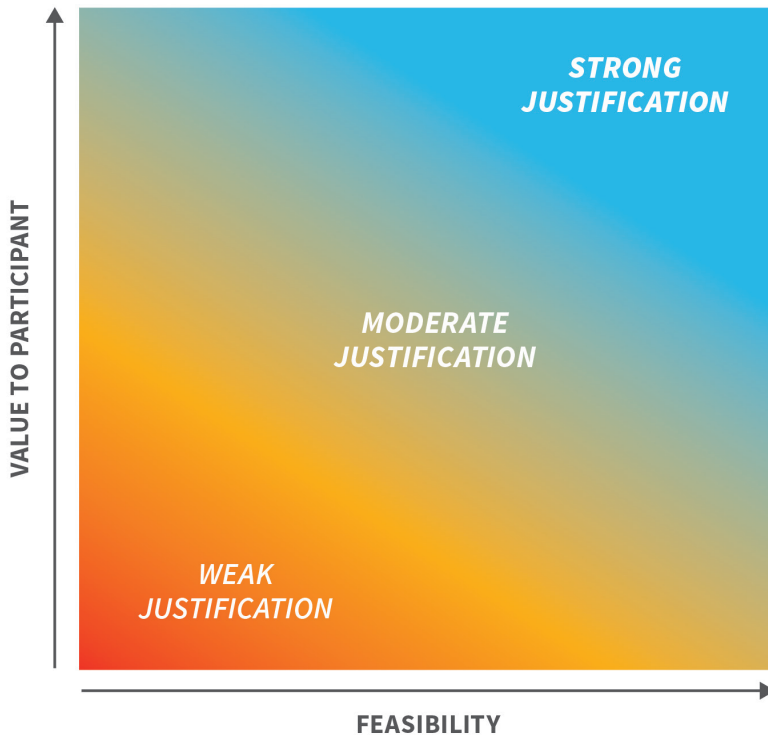 STRONG
JUSTIFICATION
VALUE TO PARTICIPANT
MODERATE
JUSTIFICATION
WEAK
JUSTIFICATION
FEASIBILITY